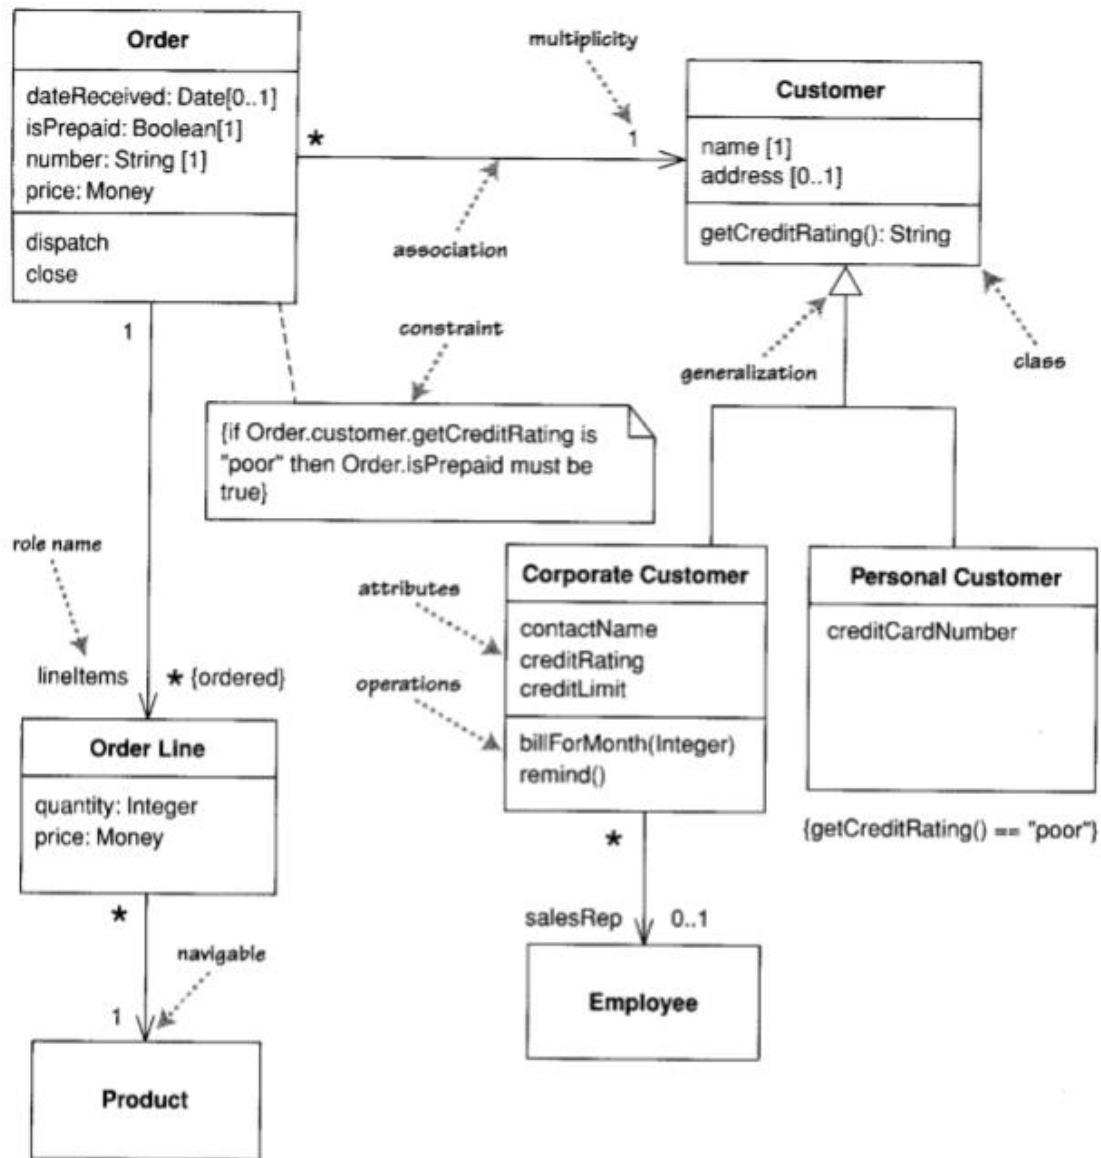 Order
dateReceived: Date[0..1]
isPrepaid: Boolean[1]
number: String [1]
price: Money
dispatch
close
*
1
multiplicity
association
Customer
name [1]
address [0..1]
getCreditRating(): String
class
generalization
1
constraint
{if Order.customer.getCreditRating is
"poor" then Order.isPrepaid must be
true}
role name
lineItems
* {ordered}
Order Line
quantity: Integer
price: Money
*
navigable
1
Product
attributes
operations
Corporate Customer
contactName
creditRating
creditLimit
billForMonth(Integer)
remind()
*
salesRep
0..1
Employee
Personal Customer
creditCardNumber
{getCreditRating() == "poor"}